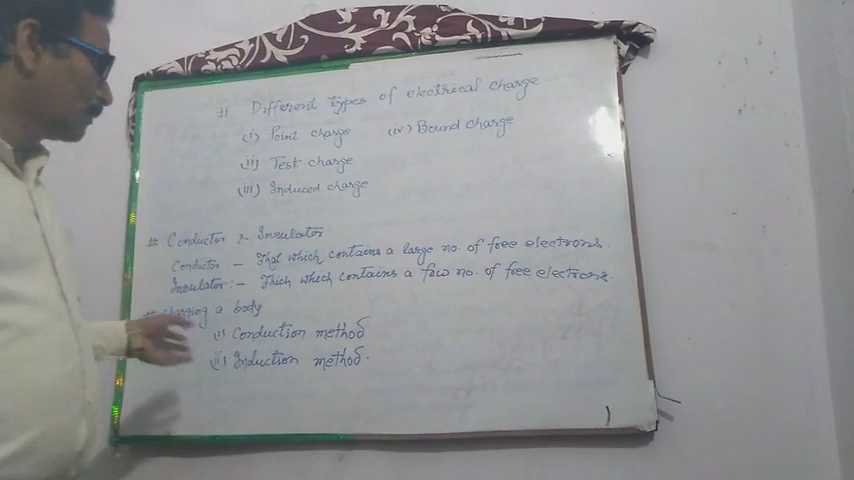 # Different types of electrical charge
(i) Point charge (iv) Bound charge
(ii) Test charge
(iii) Induced charge
# Conductor & Insulator
Conductor – That which contains a large no. of free electrons.
Insulator :– Thich which contains a few no. of free electrons.
# Charging a body
(i) Conduction method
(ii) Induction method.